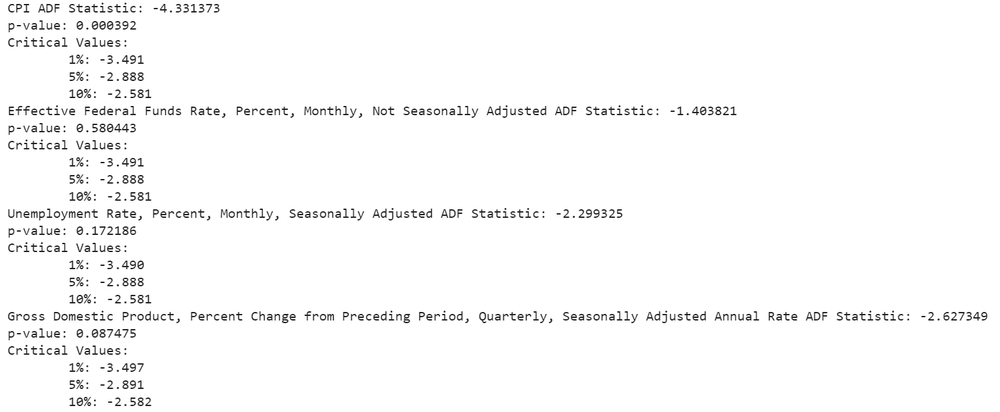 CPI ADF Statistic: -4.331373
p-value: 0.000392
Critical Values:
	1%: -3.491
	5%: -2.888
	10%: -2.581
Effective Federal Funds Rate, Percent, Monthly, Not Seasonally Adjusted ADF Statistic: -1.403821
p-value: 0.580443
Critical Values:
	1%: -3.491
	5%: -2.888
	10%: -2.581
Unemployment Rate, Percent, Monthly, Seasonally Adjusted ADF Statistic: -2.299325
p-value: 0.172186
Critical Values:
	1%: -3.490
	5%: -2.888
	10%: -2.581
Gross Domestic Product, Percent Change from Preceding Period, Quarterly, Seasonally Adjusted Annual Rate ADF Statistic: -2.627349
p-value: 0.087475
Critical Values:
	1%: -3.497
	5%: -2.891
	10%: -2.582